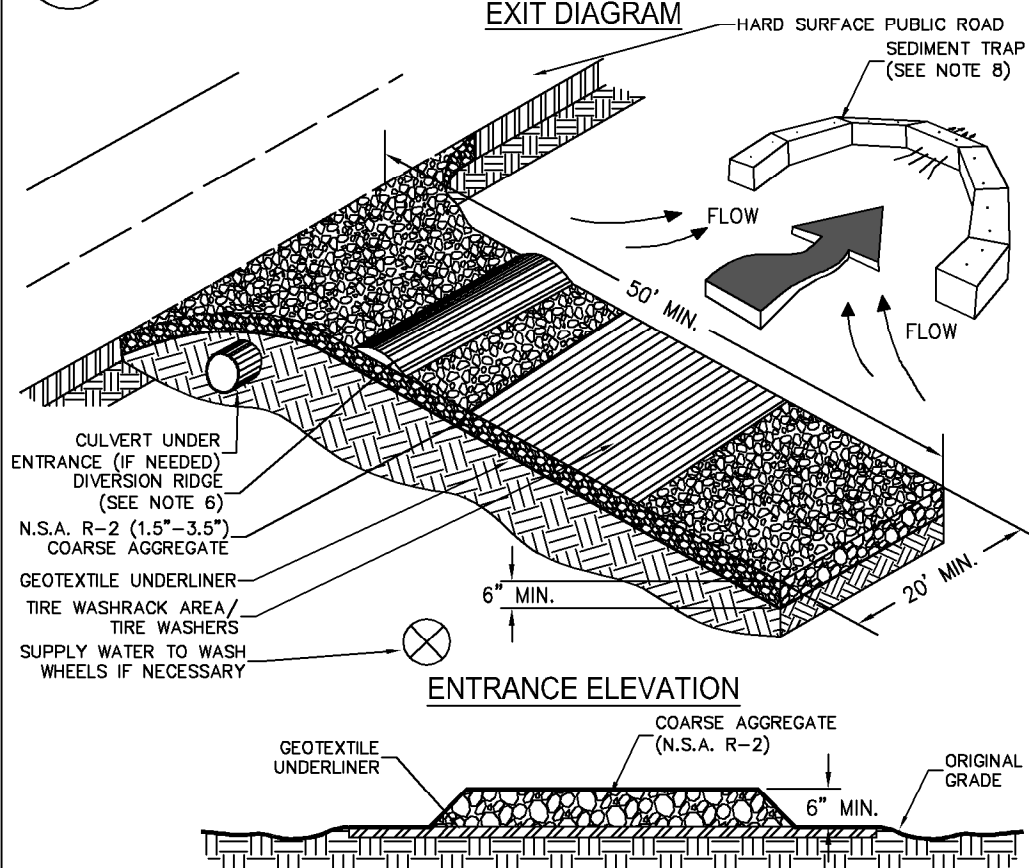 EXIT DIAGRAM
HARD SURFACE PUBLIC ROAD
SEDIMENT TRAP
(SEE NOTE 8)
FLOW
50' MIN.
FLOW
CULVERT UNDER
ENTRANCE (IF NEEDED)
DIVERSION RIDGE
(SEE NOTE 6)
N.S.A. R-2 (1.5"-3.5")
COARSE AGGREGATE
GEOTEXTILE UNDERLINER
TIRE WASHRACK AREA/
TIRE WASHERS
SUPPLY WATER TO WASH
WHEELS IF NECESSARY
6" MIN.
20' MIN.
ENTRANCE ELEVATION
GEOTEXTILE
UNDERLINER
COARSE AGGREGATE
(N.S.A. R-2)
6" MIN.
ORIGINAL
GRADE